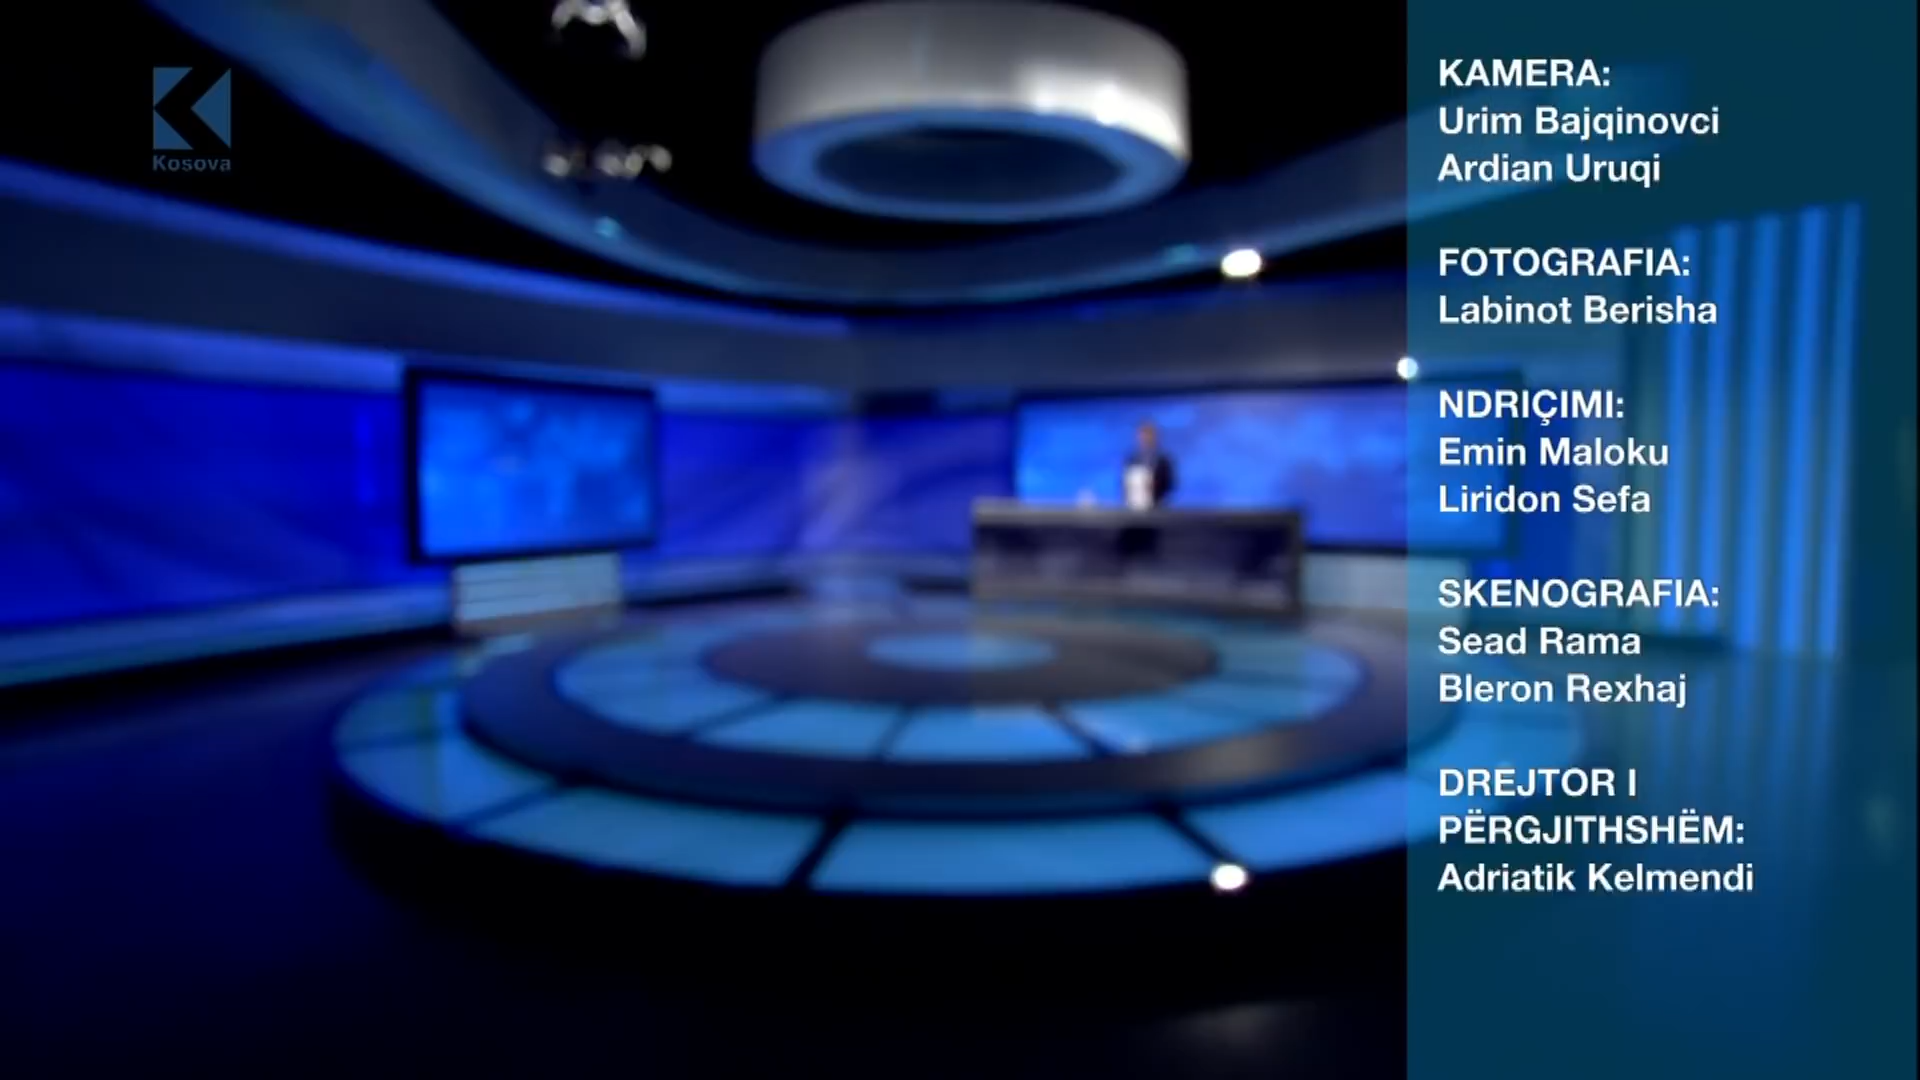 Kosova
KAMERA:
Urim Bajqinovci
Ardian Uruqi
FOTOGRAFIA:
Labinot Berisha
NDRIÇIMI:
Emin Maloku
Liridon Sefa
SKENOGRAFIA:
Sead Rama
Bleron Rexhaj
DREJTOR I
PËRGJITHSHËM:
Adriatik Kelmendi